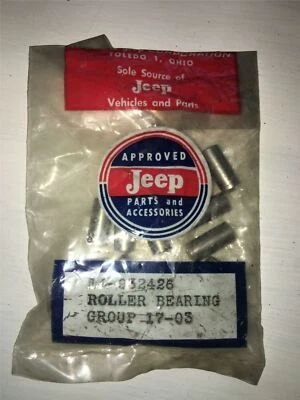 CORPORATION
TOLEDO 1, OHIO
Sole Source of
Jeep
Vehicles and Parts
APPROVED
Jeep
PARTS and
ACCESSORIES
932426
ROLLER BEARING
GROUP 17-03